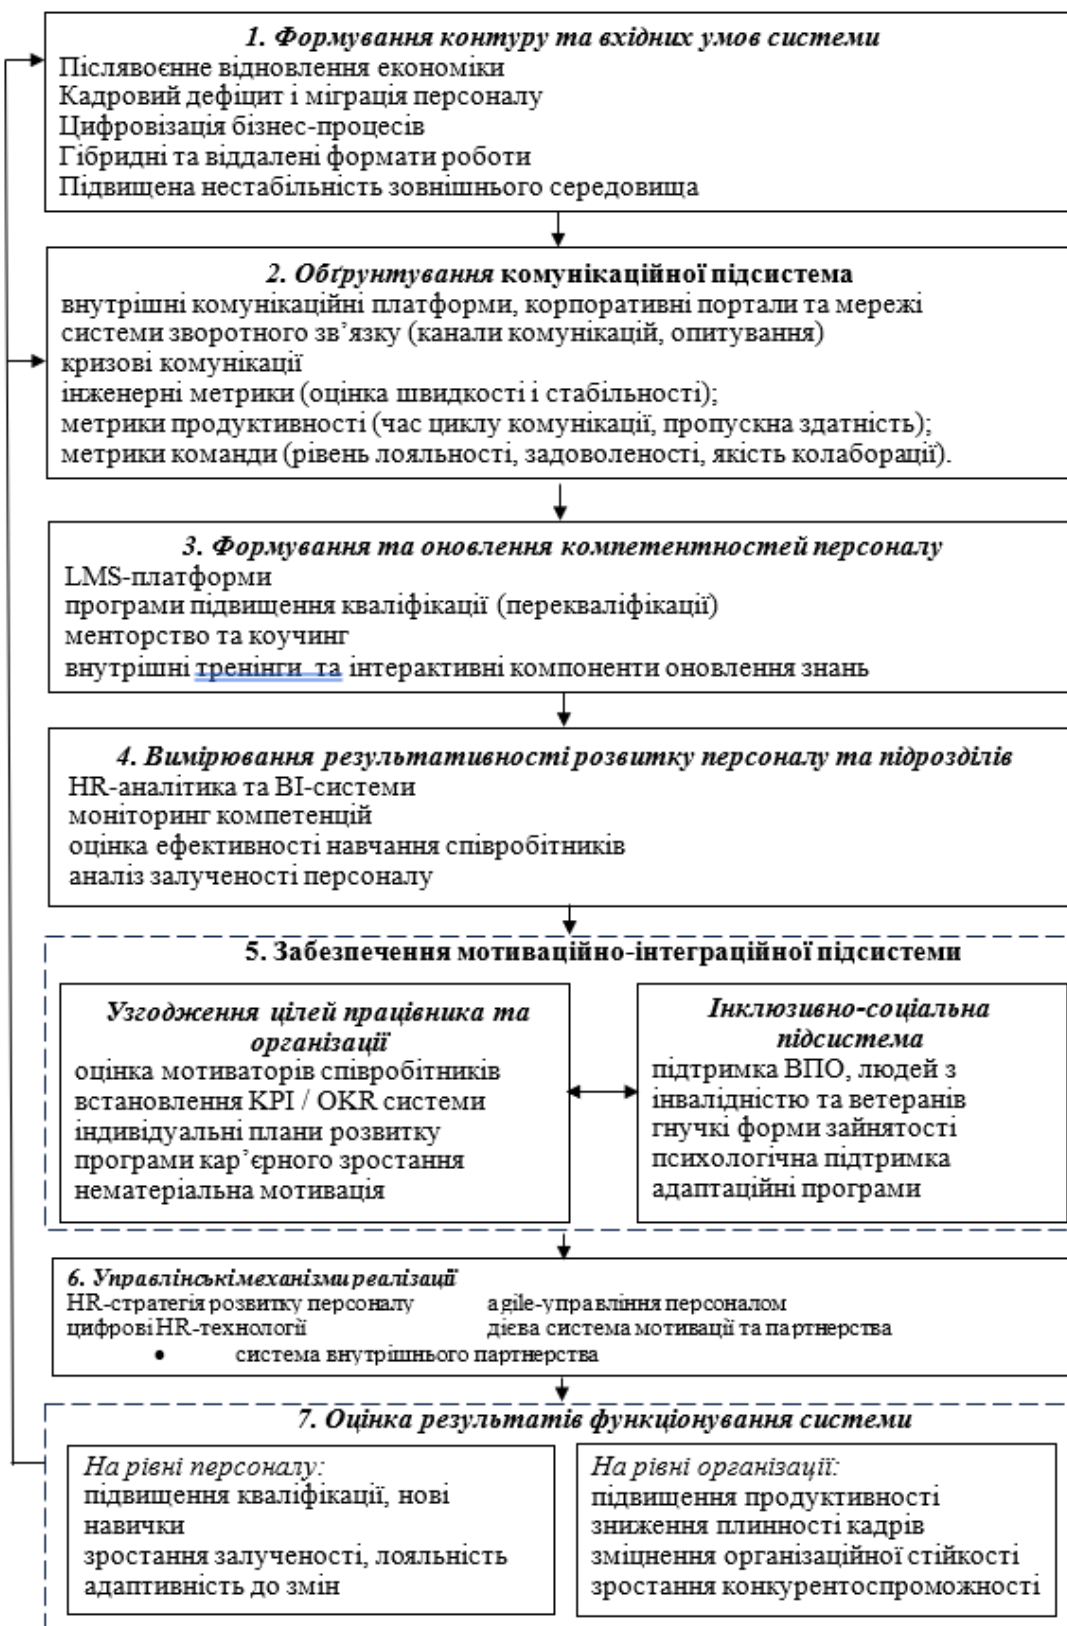 1. Формування контуру та вхідних умов системи
Післявоєнне відновлення економіки
Кадровий дефіцит і міграція персоналу
Цифровізація бізнес-процесів
Гібридні та віддалені формати роботи
Підвищена нестабільність зовнішнього середовища
2. Обґрунтування комунікаційної підсистема
внутрішні комунікаційні платформи, корпоративні портали та мережі
системи зворотного зв’язку (канали комунікацій, опитування)
кризові комунікації
інженерні метрики (оцінка швидкості і стабільності);
метрики продуктивності (час циклу комунікації, пропускна здатність);
метрики команди (рівень лояльності, задоволеності, якість колаборації).
3. Формування та оновлення компетентностей персоналу
LMS-платформи
програми підвищення кваліфікації (перекваліфікації)
менторство та коучинг
внутрішні тренінги та інтерактивні компоненти оновлення знань
4. Вимірювання результативності розвитку персоналу та підрозділів
HR-аналітика та BI-системи
моніторинг компетенцій
оцінка ефективності навчання співробітників
аналіз залученості персоналу
5. Забезпечення мотиваційно-інтеграційної підсистеми
Узгодження цілей працівника та
організації
оцінка мотиваторів співробітників
встановлення KPI / OKR системи
індивідуальні плани розвитку
програми кар’єрного зростання
нематеріальна мотивація
Інклюзивно-соціальна
підсистема
підтримка ВПО, людей з
інвалідністю та ветеранів
гнучкі форми зайнятості
психологічна підтримка
адаптаційні програми
6. Управлінські механізми реалізації
HR-стратегія розвитку персоналу agile-управління персоналом
цифрові HR-технології дієва система мотивації та партнерства
• система внутрішнього партнерства
7. Оцінка результатів функціонування системи
На рівні персоналу:
підвищення кваліфікації, нові
навички
зростання залученості, лояльність
адаптивність до змін
На рівні організації:
підвищення продуктивності
зниження плинності кадрів
зміцнення організаційної стійкості
зростання конкурентоспроможності